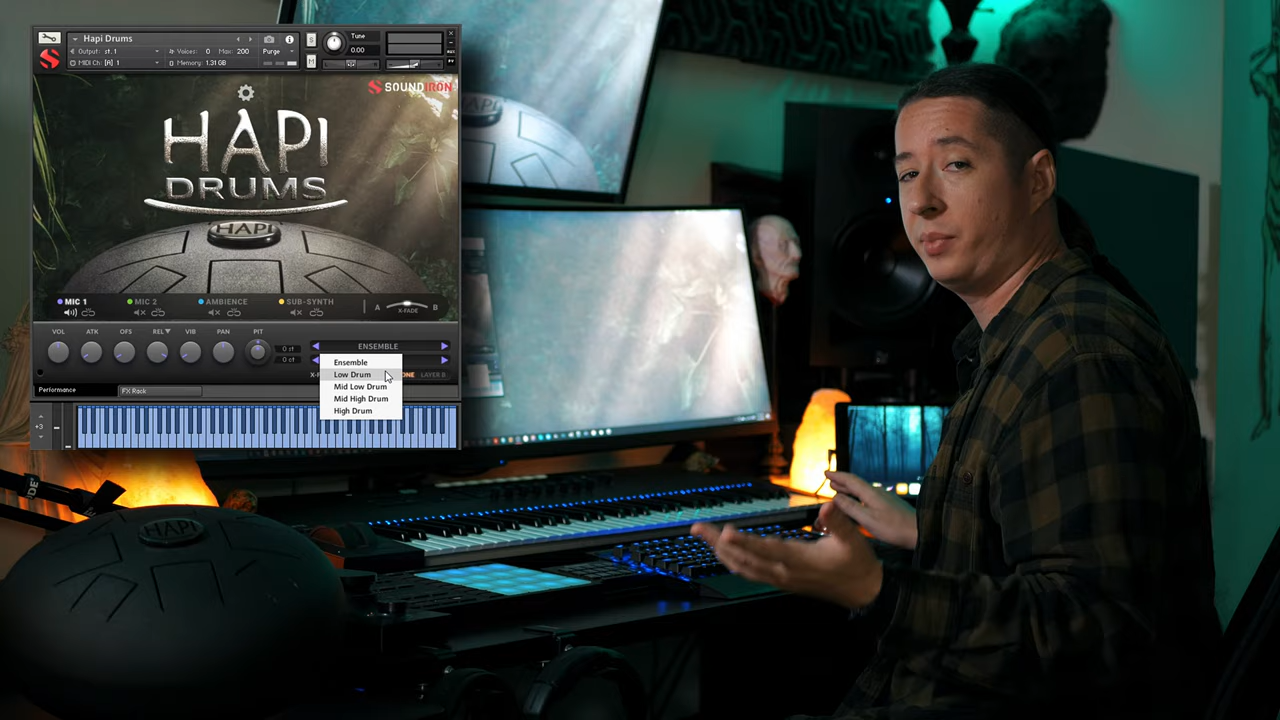 Hapi Drums
Output: st. 1
Voices: 0 Max: 200 Purge
MIDI Ch: [A] 1
Memory: 1.31 GB
S
M
Tune
0.00
SOUNDIRON
HAPI
DRUMS
HAPI
MIC 1 MIC 2 AMBIENCE SUB-SYNTH A X-FADE B
VOL ATK OFS REL VIB PAN PIT
0 st
0 ct
ENSEMBLE
Ensemble
Low Drum
Mid Low Drum
Mid High Drum
High Drum
LAYER B
Performance FX Rack
+3
HAPI
HAPI